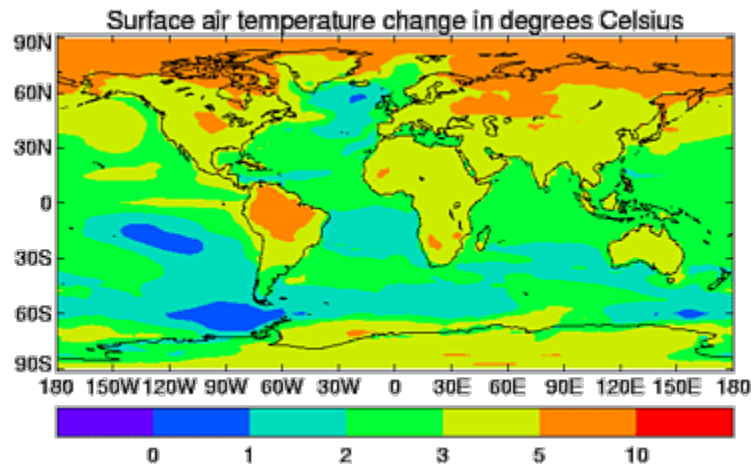 Surface air temperature change in degrees Celsius
90N
60N
30N
0
30S
60S
90S
180 150W 120W 90W 60W 30W 0 30E 60E 90E 120E 150E 180
0 1 2 3 5 10